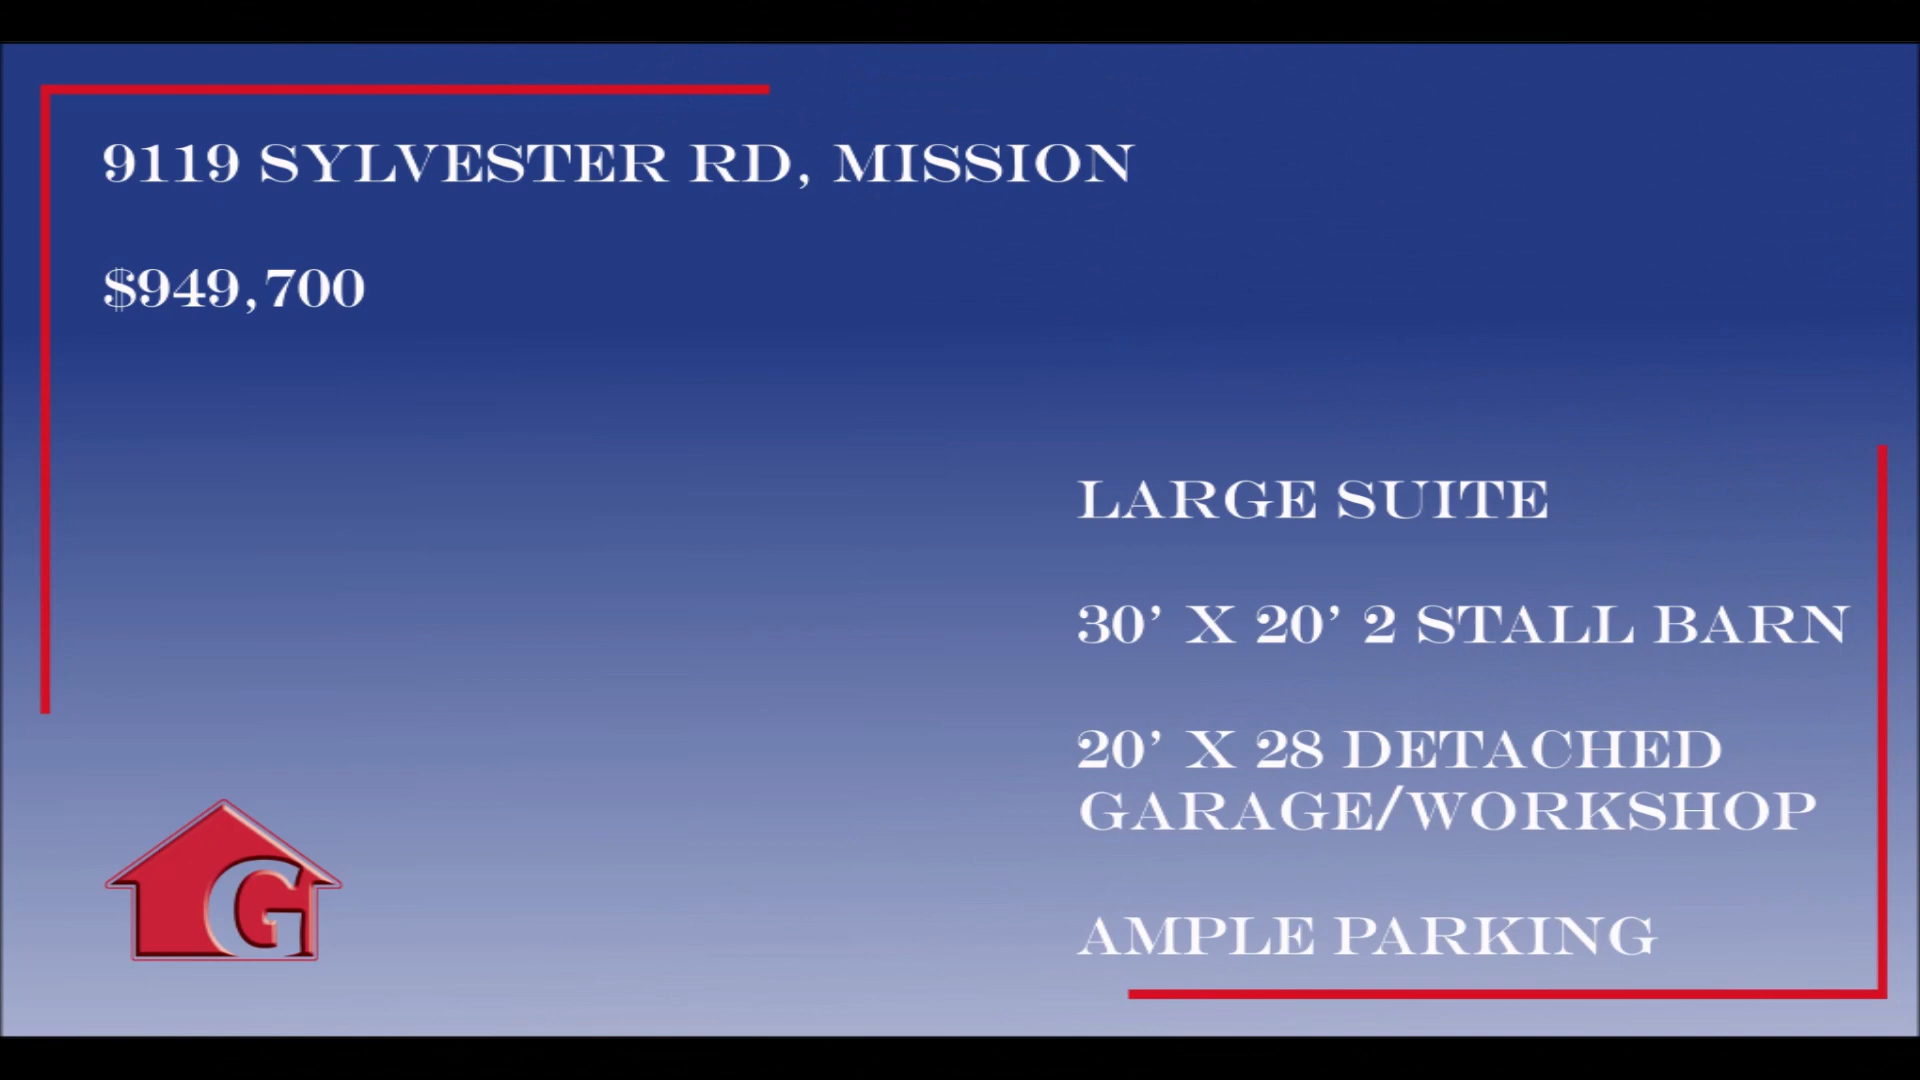 9119 SYLVESTER RD, MISSION
$949,700
LARGE SUITE
30’ X 20’ 2 STALL BARN
20’ X 28 DETACHED
GARAGE/WORKSHOP
AMPLE PARKING
G